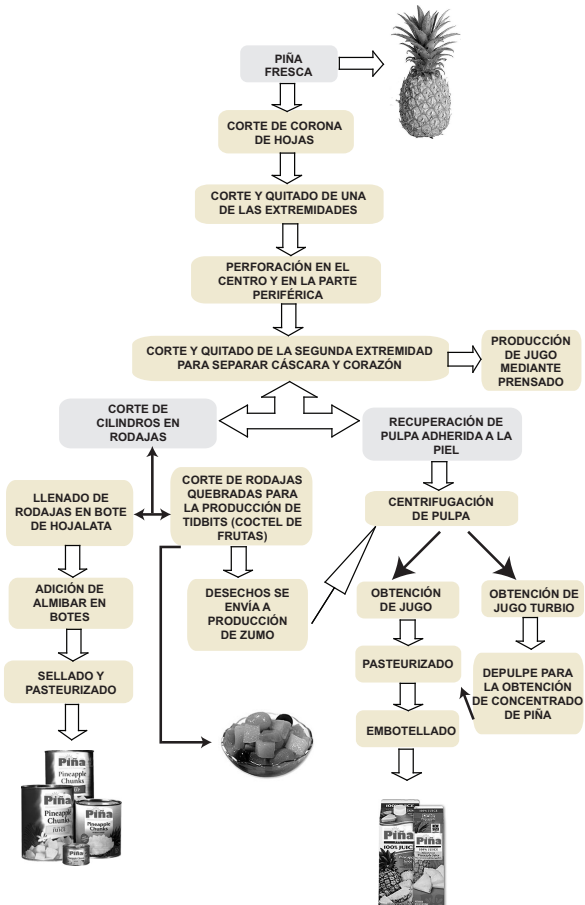 PIÑA
FRESCA
CORTE DE CORONA
DE HOJAS
CORTE Y QUITADO DE UNA
DE LAS EXTREMIDADES
PERFORACIÓN EN EL
CENTRO Y EN LA PARTE
PERIFÉRICA
CORTE Y QUITADO DE LA SEGUNDA EXTREMIDAD
PARA SEPARAR CÁSCARA Y CORAZÓN
PRODUCCIÓN
DE JUGO
MEDIANTE
PRENSADO
CORTE DE
CILINDROS EN
RODAJAS
RECUPERACIÓN DE
PULPA ADHERIDA A LA
PIEL
LLENADO DE
RODAJAS EN BOTE
DE HOJALATA
CORTE DE RODAJAS
QUEBRADAS PARA
LA PRODUCCIÓN DE
TIDBITS (COCTEL DE
FRUTAS)
CENTRIFUGACIÓN
DE PULPA
ADICIÓN DE
ALMIBAR EN
BOTES
DESECHOS SE
ENVÍA A
PRODUCCIÓN
DE ZUMO
OBTENCIÓN
DE JUGO
OBTENCIÓN DE
JUGO TURBIO
SELLADO Y
PASTEURIZADO
PASTEURIZADO
DEPULPE PARA
LA OBTENCIÓN
DE CONCENTRADO
DE PIÑA
EMBOTELLADO
Piña
Pineapple
Chunks
Piña
Pineapple
Chunks
JUICE
Piña
Pineapple
Chunks
Piña
Piña
100% JUICE
Piña